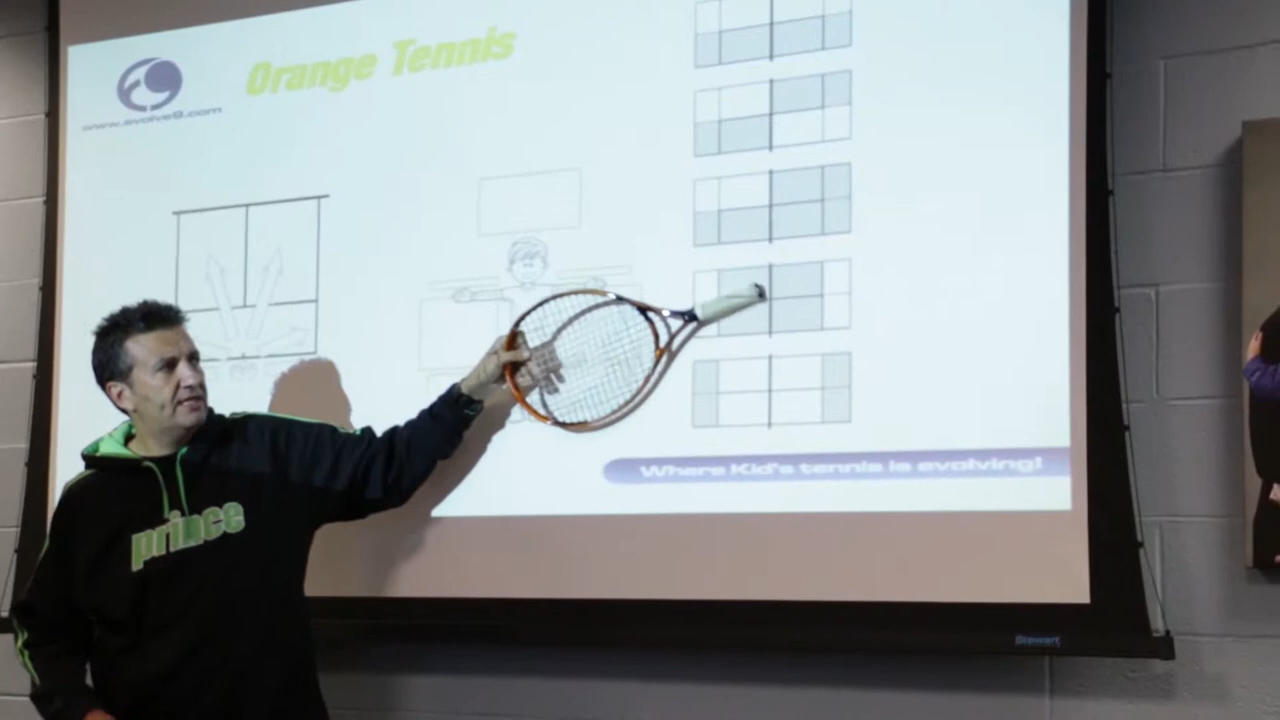 Orange Tennis
www.evolve9.com
prince
Where Kid's tennis is evolving!
Stewart